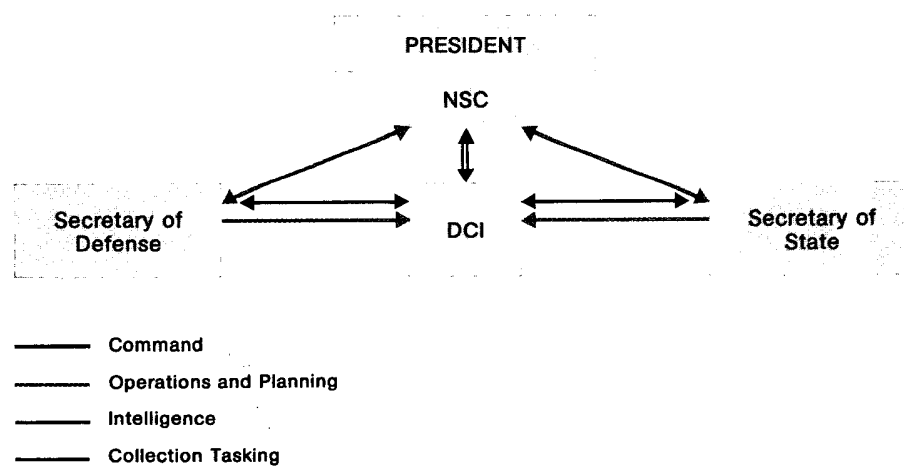 PRESIDENT
NSC
Secretary of
Defense
DCI
Secretary of
State
Command
Operations and Planning
Intelligence
Collection Tasking